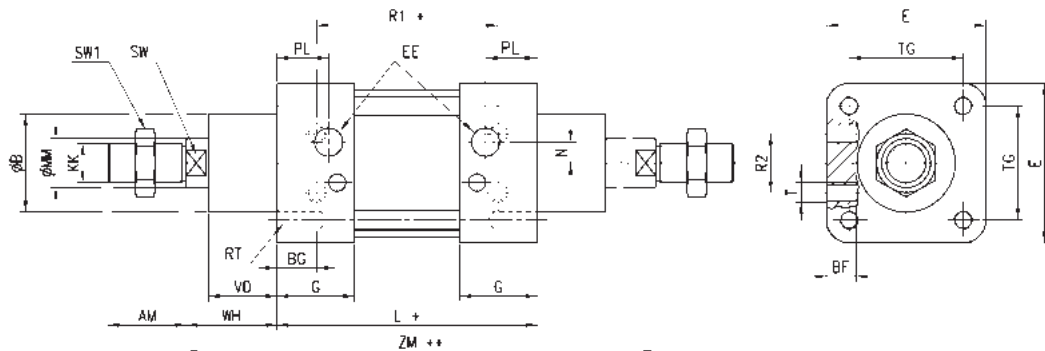 R1 +
E
PL
EE
PL
TG
SW1
SW
ØB
ØMM
KK
N
R2
T
TG
E
RT
BG
BF
VD
G
G
AM
WH
L +
ZM ++